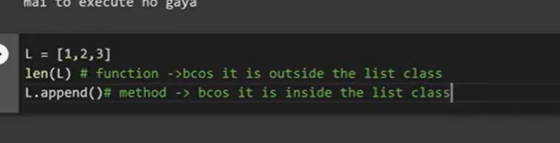 mai to execute ho gaya
L = [1,2,3]
len(L) # function ->bcos it is outside the list class
L.append()# method -> bcos it is inside the list class